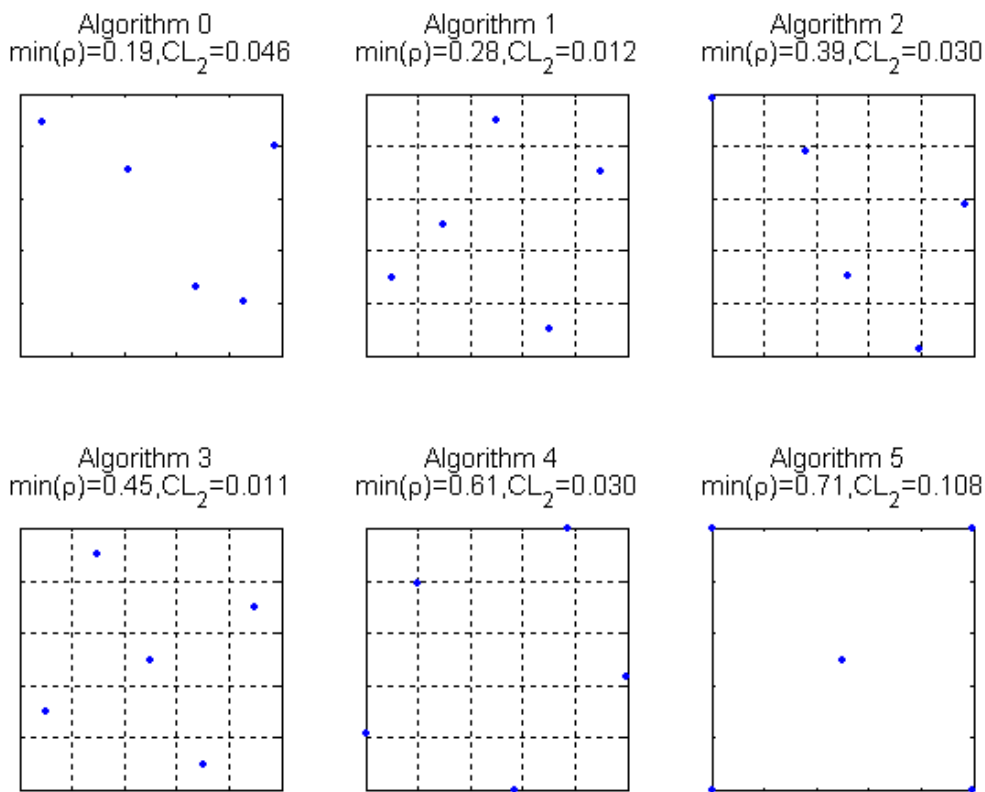 Algorithm 0
min(ρ)=0.19,CL₂=0.046
Algorithm 1
min(ρ)=0.28,CL₂=0.012
Algorithm 2
min(ρ)=0.39,CL₂=0.030
Algorithm 3
min(ρ)=0.45,CL₂=0.011
Algorithm 4
min(ρ)=0.61,CL₂=0.030
Algorithm 5
min(ρ)=0.71,CL₂=0.108